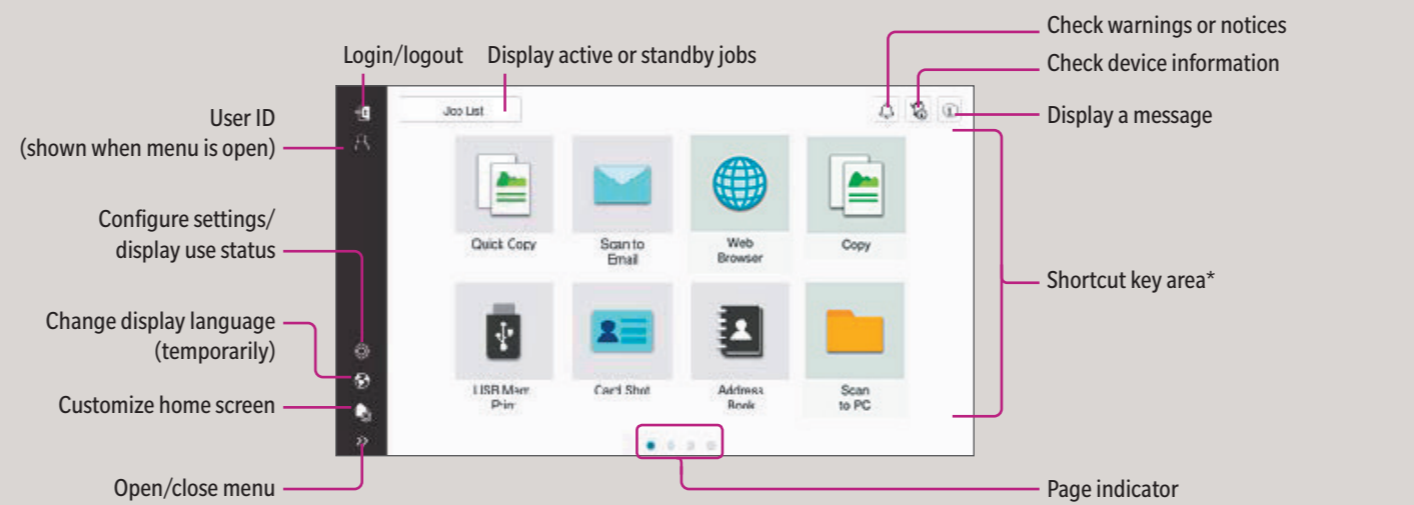 Check warnings or notices
Login/logout
Display active or standby jobs
Check device information
User ID
(shown when menu is open)
Job List
Display a message
Configure settings/
display use status
Quick Copy
Scan to
Email
Web
Browser
Copy
Shortcut key area*
Change display language
(temporarily)
Customize home screen
Print
Card Shot
Address
Book
Scan
to PC
Open/close menu
Page indicator